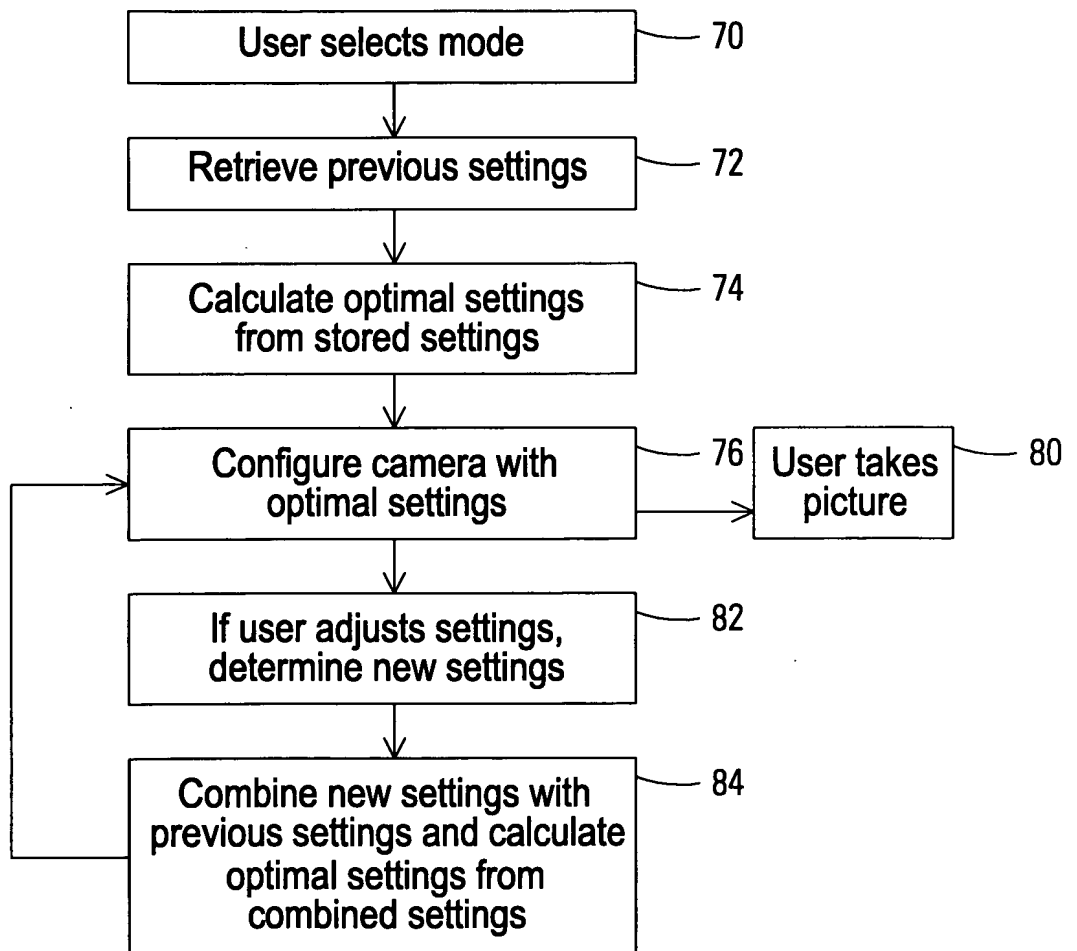 User selects mode
70
Retrieve previous settings
72
Calculate optimal settings
from stored settings
74
Configure camera with
optimal settings
76
User takes
picture
80
If user adjusts settings,
determine new settings
82
Combine new settings with
previous settings and calculate
optimal settings from
combined settings
84